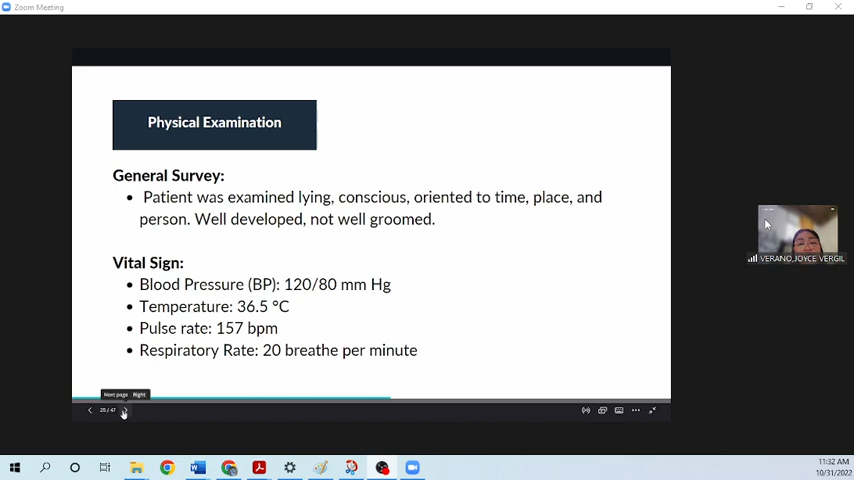 Zoom Meeting
Physical Examination
General Survey:
Patient was examined lying, conscious, oriented to time, place, and
person. Well developed, not well groomed.
Vital Sign:
Blood Pressure (BP): 120/80 mm Hg
Temperature: 36.5 °C
Pulse rate: 157 bpm
Respiratory Rate: 20 breathe per minute
VERANO,JOYCE VERGIL
Next page Right
25 / 47
11:32 AM
10/31/2022